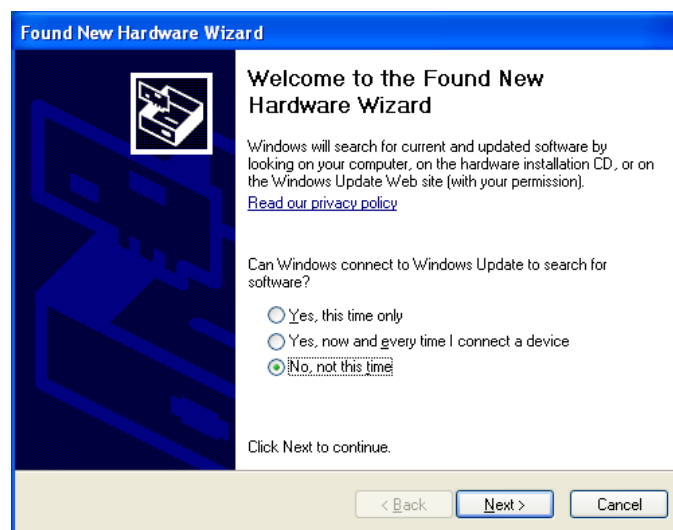 Found New Hardware Wizard
Welcome to the Found New
Hardware Wizard
Windows will search for current and updated software by
looking on your computer, on the hardware installation CD, or on
the Windows Update Web site (with your permission).
Read our privacy policy
Can Windows connect to Windows Update to search for
software?
Yes, this time only
Yes, now and every time I connect a device
No, not this time
Click Next to continue.
< Back Next > Cancel